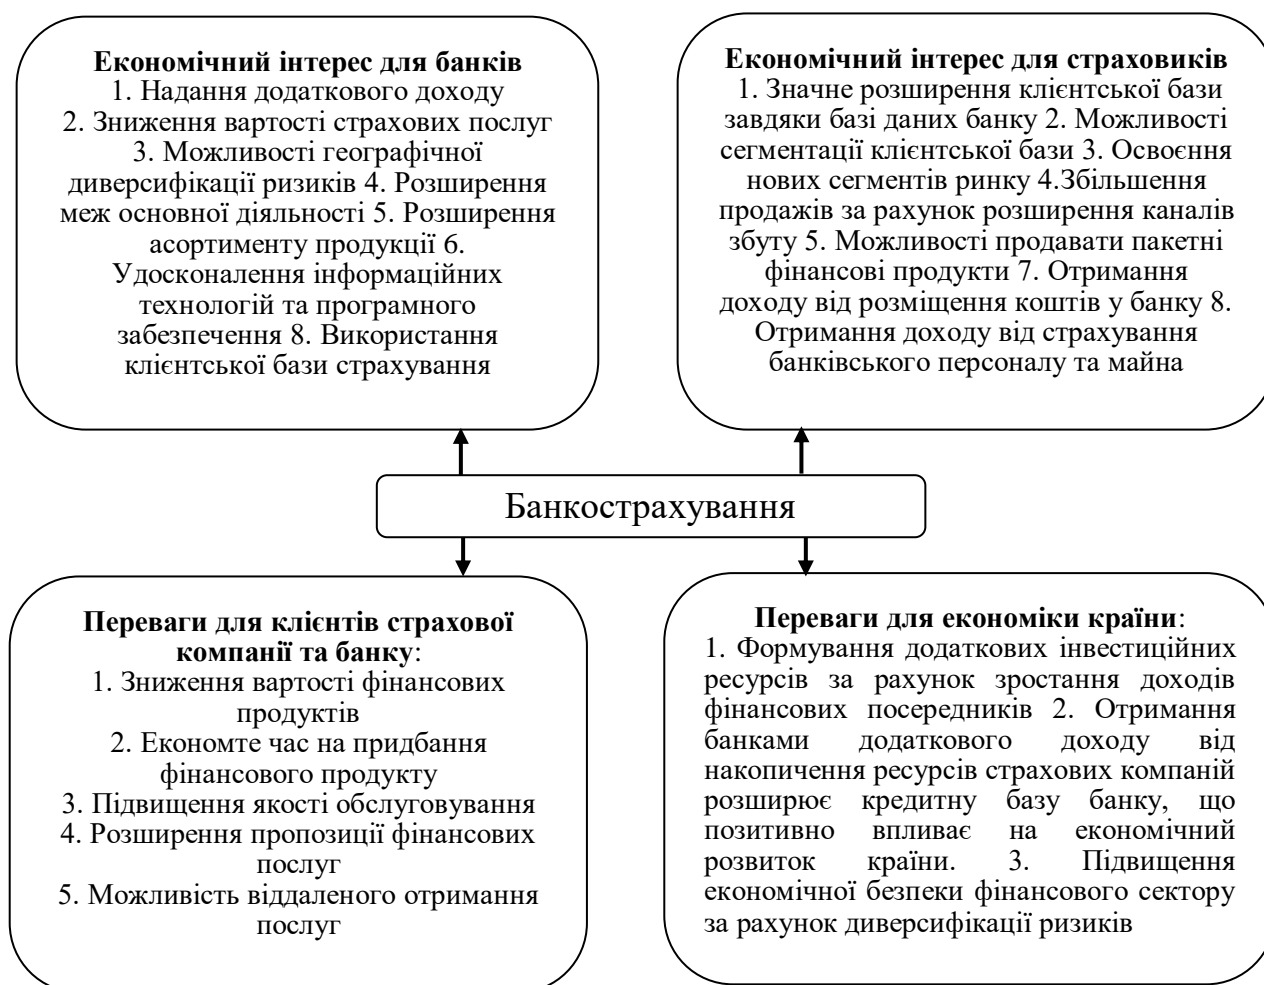 Економічний інтерес для банків
1. Надання додаткового доходу
2. Зниження вартості страхових послуг
3. Можливості географічної
диверсифікації ризиків 4. Розширення
меж основної діяльності 5. Розширення
асортименту продукції 6.
Удосконалення інформаційних
технологій та програмного
забезпечення 8. Використання
клієнтської бази страхування
Економічний інтерес для страховиків
1. Значне розширення клієнтської бази
завдяки базі даних банку 2. Можливості
сегментації клієнтської бази 3. Освоєння
нових сегментів ринку 4.Збільшення
продажів за рахунок розширення каналів
збуту 5. Можливості продавати пакетні
фінансові продукти 7. Отримання
доходу від розміщення коштів у банку 8.
Отримання доходу від страхування
банківського персоналу та майна
Банкострахування
Переваги для клієнтів страхової
компанії та банку:
1. Зниження вартості фінансових
продуктів
2. Економте час на придбання
фінансового продукту
3. Підвищення якості обслуговування
4. Розширення пропозиції фінансових
послуг
5. Можливість віддаленого отримання
послуг
Переваги для економіки країни:
1. Формування додаткових інвестиційних
ресурсів за рахунок зростання доходів
фінансових посередників 2. Отримання
банками додаткового доходу від
накопичення ресурсів страхових компаній
розширює кредитну базу банку, що
позитивно впливає на економічний
розвиток країни. 3. Підвищення
економічної безпеки фінансового сектору
за рахунок диверсифікації ризиків